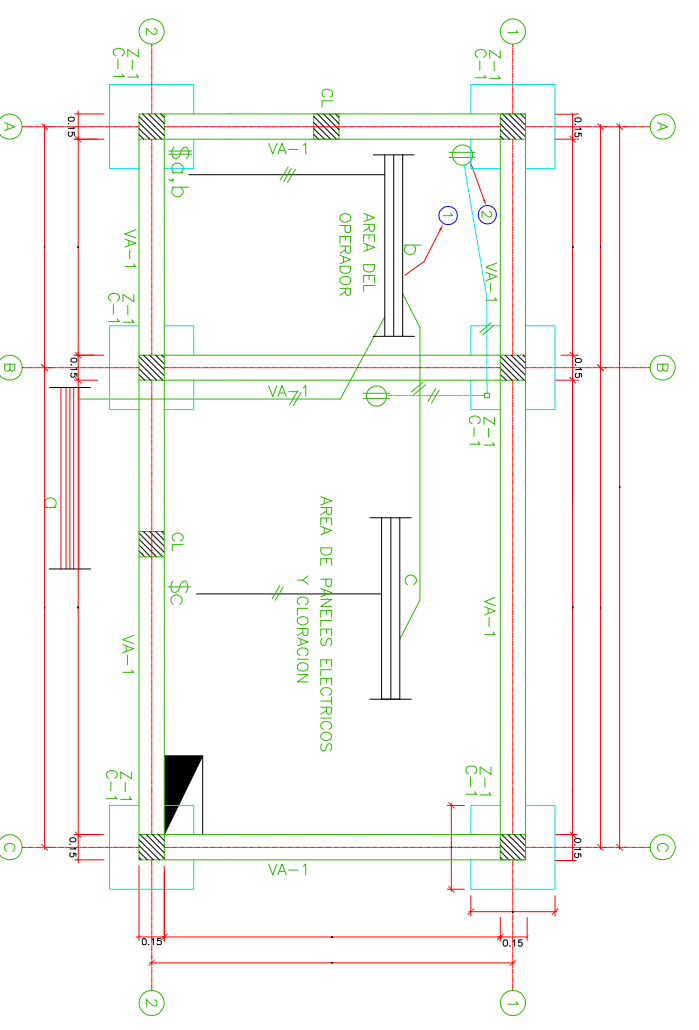 2
1
Z-1
C-1
Z-1
C-1
A
A
0.15
0.15
CL
VA-1
$a,b
2
1
AREA DEL
OPERADOR
b
VA-1
VA-1
Z-1
C-1
B
B
0.15
0.15
VA-1
Z-1
C-1
a
CL
$c
c
AREA DE PANELES ELECTRICOS
Y CLORACION
VA-1
VA-1
Z-1
C-1
Z-1
C-1
C
C
0.15
0.15
VA-1
0.15
0.15
2
1